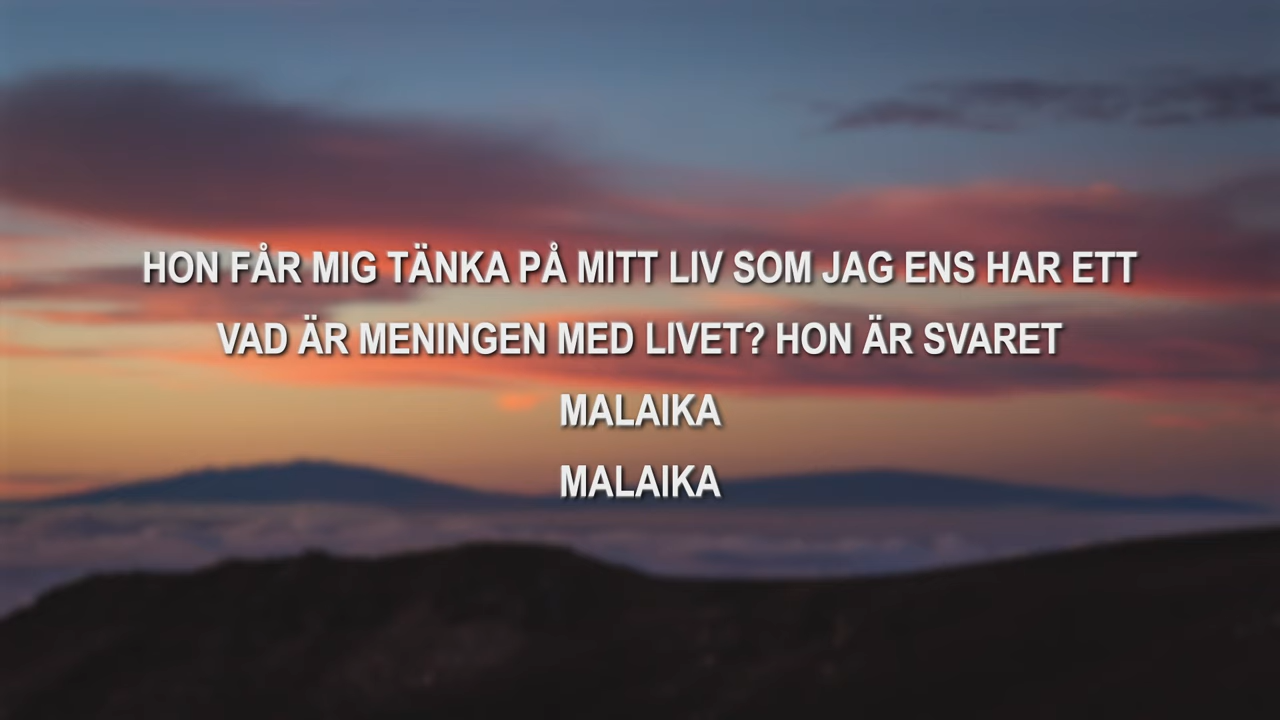 HON FÅR MIG TÄNKA PÅ MITT LIV SOM JAG ENS HAR ETT
VAD ÄR MENINGEN MED LIVET? HON ÄR SVARET
MALAIKA
MALAIKA